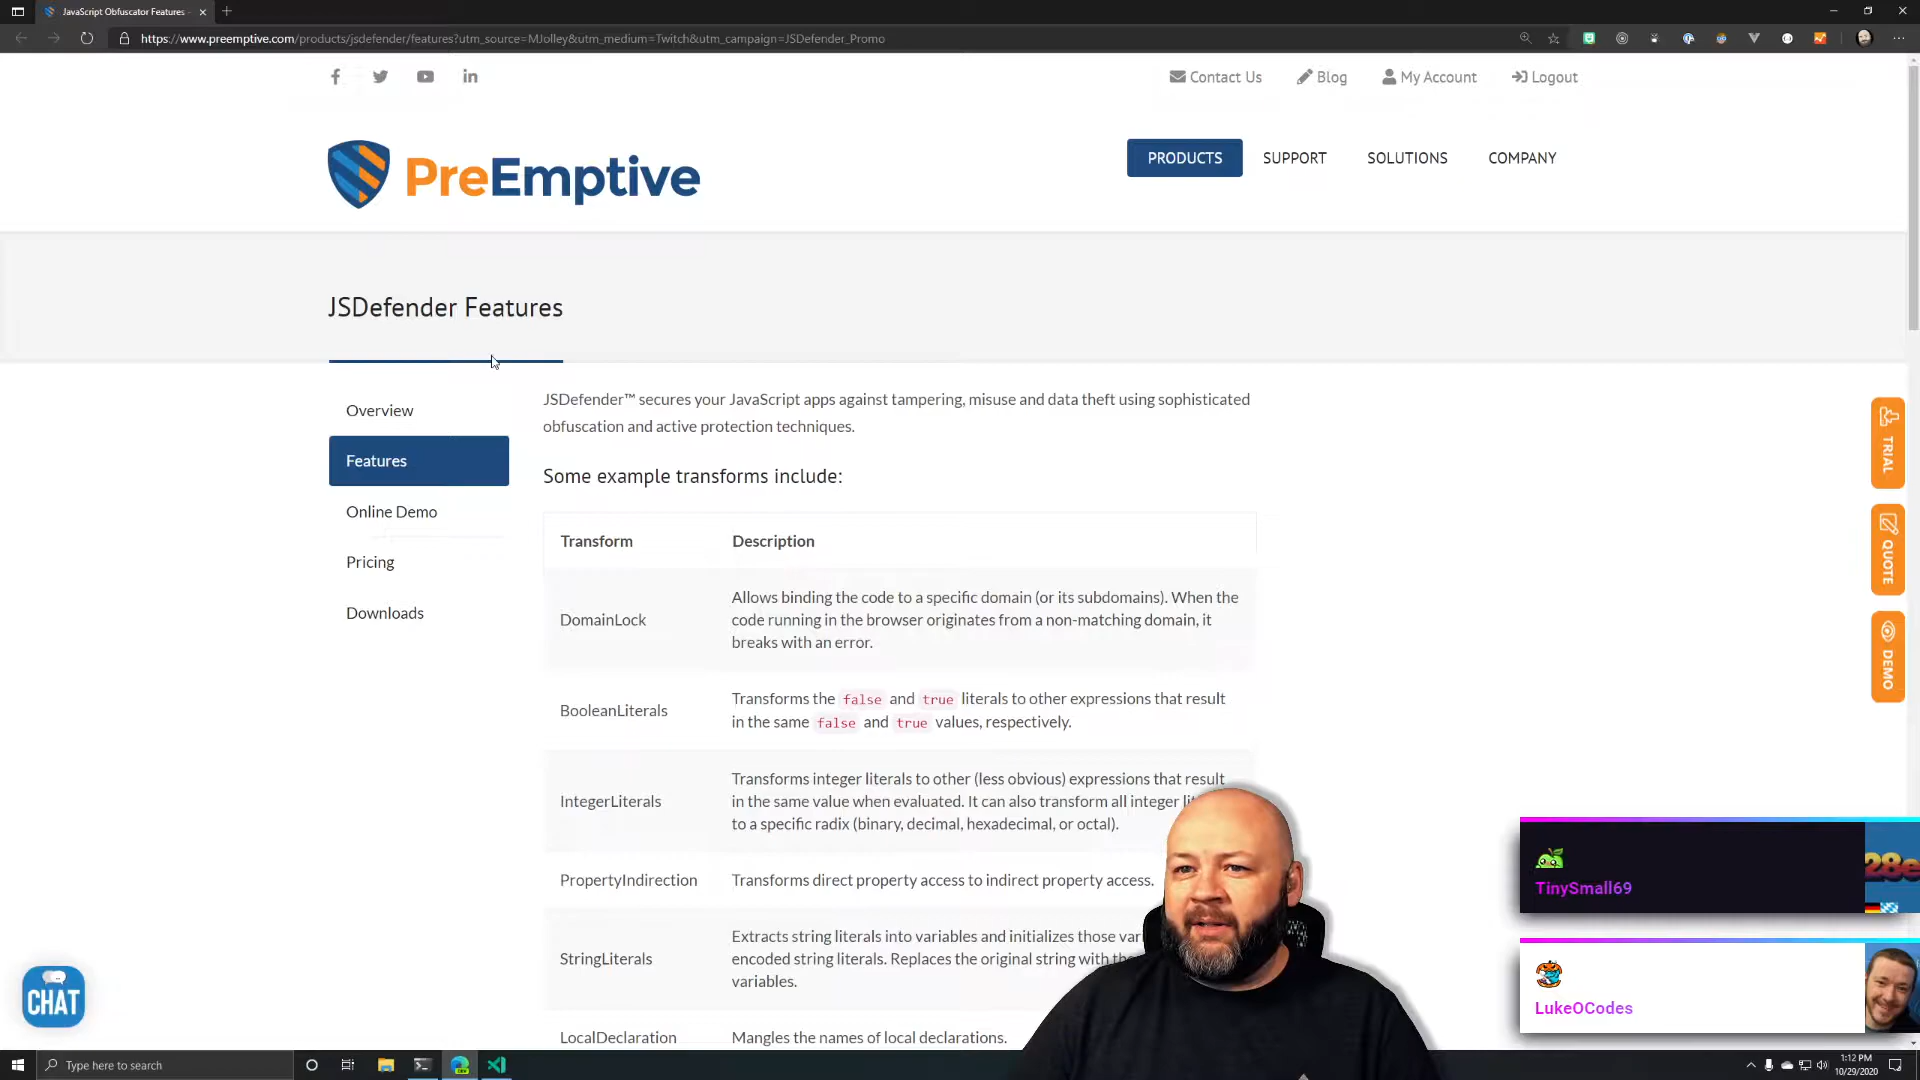 JavaScript Obfuscator Features -
https://www.preemptive.com/products/jsdefender/features?utm_source=MJolley&utm_medium=Twitch&utm_campaign=JSDefender_Promo
Contact Us
Blog
My Account
Logout
PreEmptive
PRODUCTS
SUPPORT
SOLUTIONS
COMPANY
JSDefender Features
Overview
Features
Online Demo
Pricing
Downloads
JSDefender™ secures your JavaScript apps against tampering, misuse and data theft using sophisticated
obfuscation and active protection techniques.
Some example transforms include:
Transform Description
DomainLock
Allows binding the code to a specific domain (or its subdomains). When the
code running in the browser originates from a non-matching domain, it
breaks with an error.
BooleanLiterals
Transforms the false and true literals to other expressions that result
in the same false and true values, respectively.
IntegerLiterals
Transforms integer literals to other (less obvious) expressions that result
in the same value when evaluated. It can also transform all integer
to a specific radix (binary, decimal, hexadecimal, or octal).
PropertyIndirection
Transforms direct property access to indirect property access.
StringLiterals
Extracts string literals into variables and initializes those
encoded string literals. Replaces the original string with
variables.
LocalDeclaration
Mangles the names of local declarations.
TRIAL
QUOTE
DEMO
CHAT
TinySmall69
28
LukeOCodes
Type here to search
1:12 PM
10/29/2020